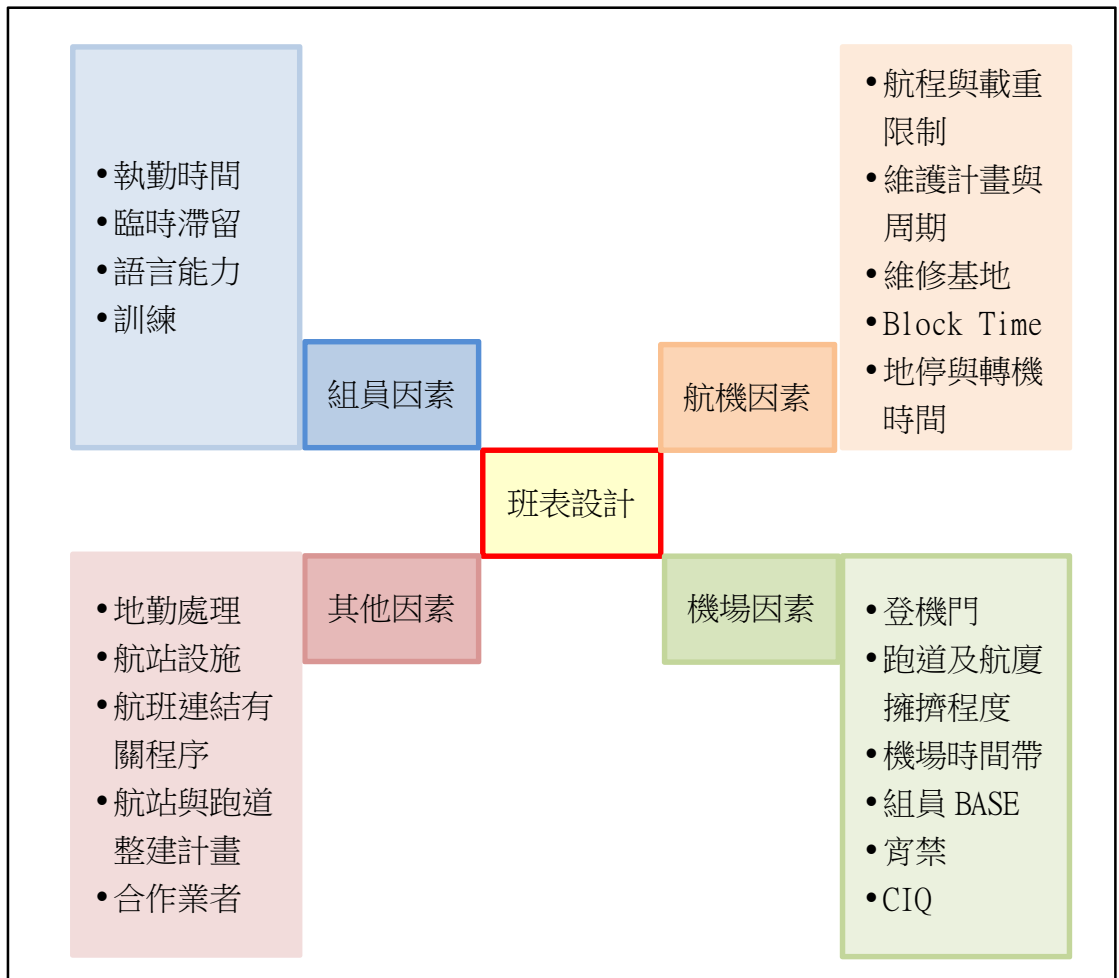 •執勤時間
•臨時滯留
•語言能力
•訓練
組員因素
•航程與載重
限制
•維護計畫與
周期
•維修基地
•Block Time
•地停與轉機
時間
航機因素
班表設計
•地勤處理
•航站設施
•航班連結有
關程序
•航站與跑道
整建計畫
•合作業者
其他因素
機場因素
•登機門
•跑道及航廈
擁擠程度
•機場時間帶
•組員 BASE
•宵禁
•CIQ